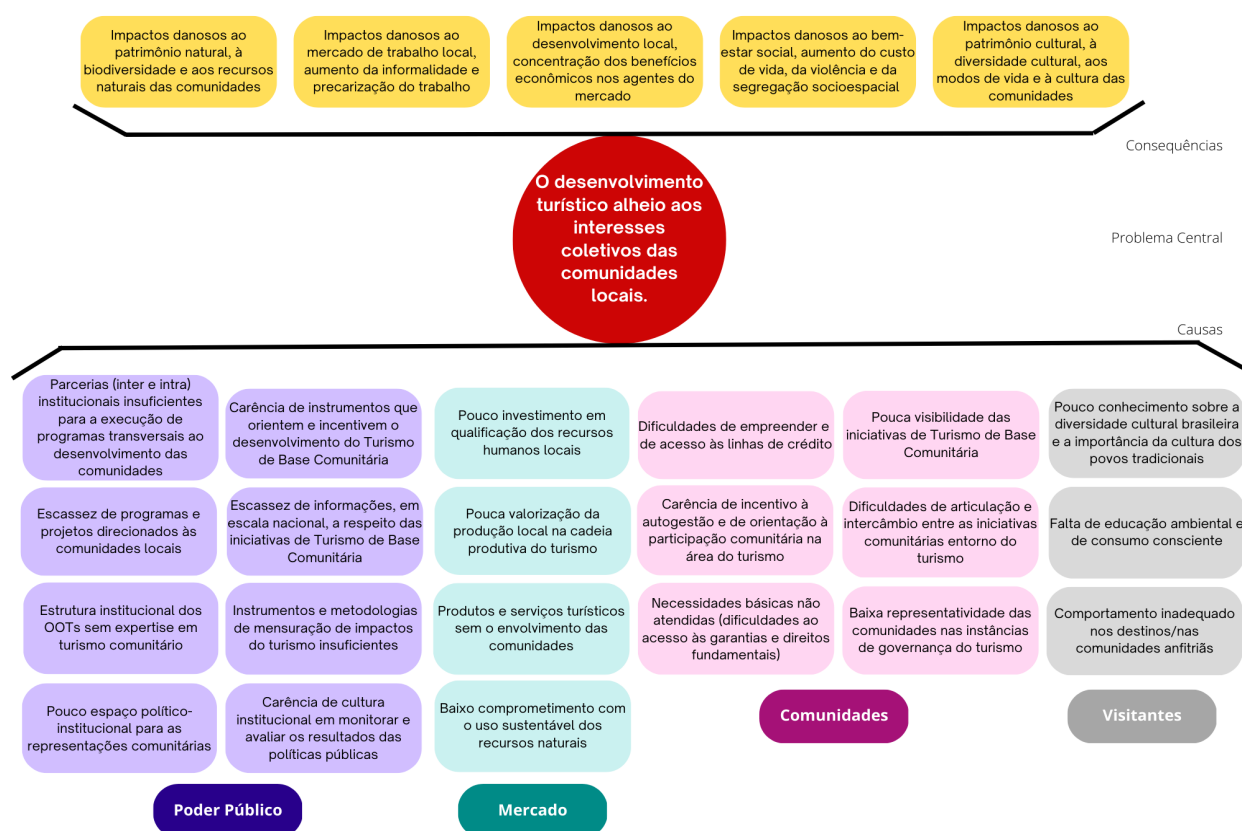 Impactos danosos ao
patrimônio natural, à
biodiversidade e aos recursos
naturais das comunidades
Impactos danosos ao
mercado de trabalho local,
aumento da informalidade e
precarização do trabalho
Impactos danosos ao
desenvolvimento local,
concentração dos benefícios
econômicos nos agentes do
mercado
Impactos danosos ao bem-
estar social, aumento do custo
de vida, da violência e da
segregação socioespacial
Impactos danosos ao
patrimônio cultural, à
diversidade cultural, aos
modos de vida e à cultura das
comunidades
Consequências
O desenvolvimento
turístico alheio aos
interesses
coletivos das
comunidades
locais.
Problema Central
Causas
Parcerias (inter e intra)
institucionais insuficientes
para a execução de
programas transversais ao
desenvolvimento das
comunidades
Carência de instrumentos que
orientem e incentivem o
desenvolvimento do Turismo
de Base Comunitária
Pouco investimento em
qualificação dos recursos
humanos locais
Dificuldades de empreender e
de acesso às linhas de crédito
Pouca visibilidade das
iniciativas de Turismo de Base
Comunitária
Pouco conhecimento sobre a
diversidade cultural brasileira
e a importância da cultura dos
povos tradicionais
Escassez de programas e
projetos direcionados às
comunidades locais
Escassez de informações, em
escala nacional, a respeito das
iniciativas de Turismo de Base
Comunitária
Pouca valorização da
produção local na cadeia
produtiva do turismo
Carência de incentivo à
autogestão e de orientação à
participação comunitária na
área do turismo
Dificuldades de articulação e
intercâmbio entre as iniciativas
comunitárias entorno do
turismo
Falta de educação ambiental e
de consumo consciente
Estrutura institucional dos
OOTs sem expertise em
turismo comunitário
Instrumentos e metodologias
de mensuração de impactos
do turismo insuficientes
Produtos e serviços turísticos
sem o envolvimento das
comunidades
Necessidades básicas não
atendidas (dificuldades ao
acesso às garantias e direitos
fundamentais)
Baixa representatividade das
comunidades nas instâncias
de governança do turismo
Comportamento inadequado
nos destinos/nas
comunidades anfitriãs
Pouco espaço político-
institucional para as
representações comunitárias
Carência de cultura
institucional em monitorar e
avaliar os resultados das
políticas públicas
Baixo comprometimento com
o uso sustentável dos
recursos naturais
Comunidades
Visitantes
Poder Público
Mercado